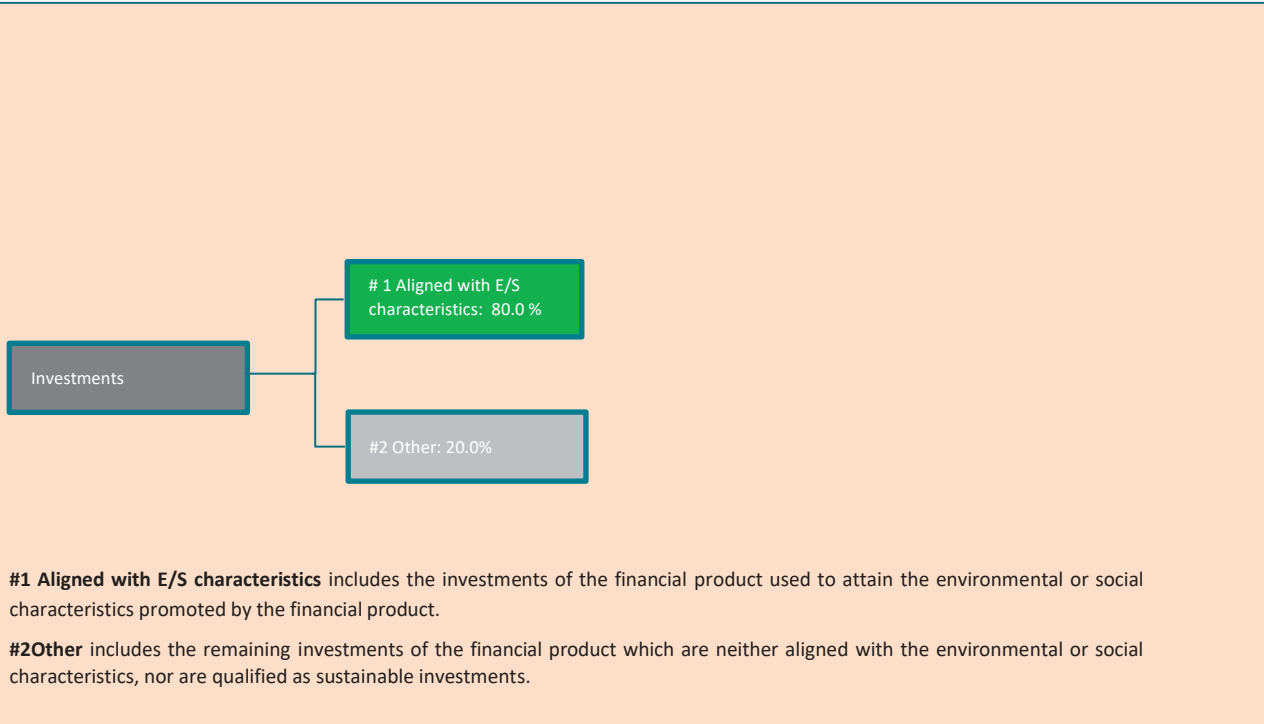 # 1 Aligned with E/S
characteristics:  80.0 %
Investments
#2 Other: 20.0%
#1 Aligned with E/S characteristics includes the investments of the financial product used to attain the environmental or social
characteristics promoted by the financial product.
#2Other includes the remaining investments of the financial product which are neither aligned with the environmental or social
characteristics, nor are qualified as sustainable investments.